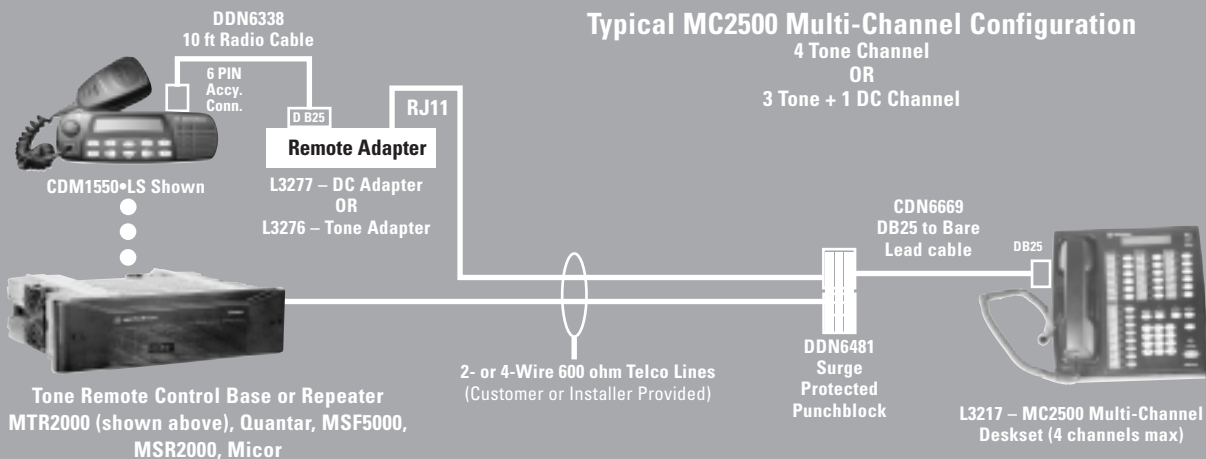 Typical MC2500 Multi-Channel Configuration
4 Tone Channel
OR
3 Tone + 1 DC Channel
DDN6338
10 ft Radio Cable
6 PIN
Accy.
Conn.
D B25
RJ11
Remote Adapter
CDM1550•LS Shown
L3277 – DC Adapter
OR
L3276 – Tone Adapter
CDN6669
DB25 to Bare
Lead cable
DB25
2- or 4-Wire 600 ohm Telco Lines
(Customer or Installer Provided)
DDN6481
Surge
Protected
Punchblock
Tone Remote Control Base or Repeater
MTR2000 (shown above), Quantar, MSF5000,
MSR2000, Micor
L3217 – MC2500 Multi-Channel
Deskset (4 channels max)